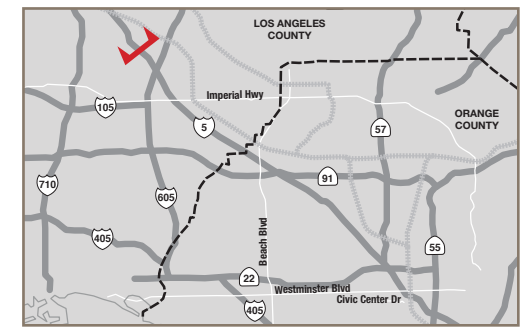 LOS ANGELES
COUNTY
Imperial Hwy
105
5
57
ORANGE
COUNTY
91
710
605
405
Beach Blvd
55
22
Westminster Blvd
Civic Center Dr
405